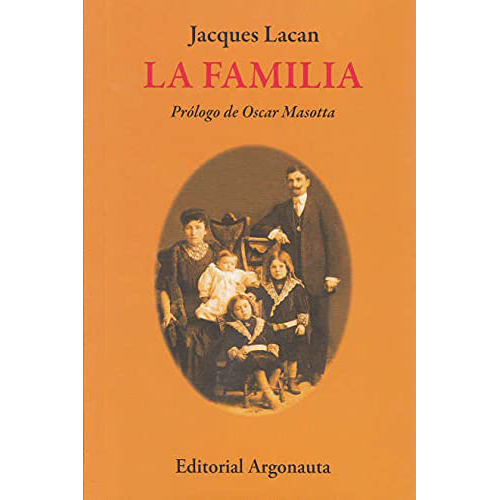 Jacques Lacan
LA FAMILIA
Prólogo de Oscar Masotta
Editorial Argonauta